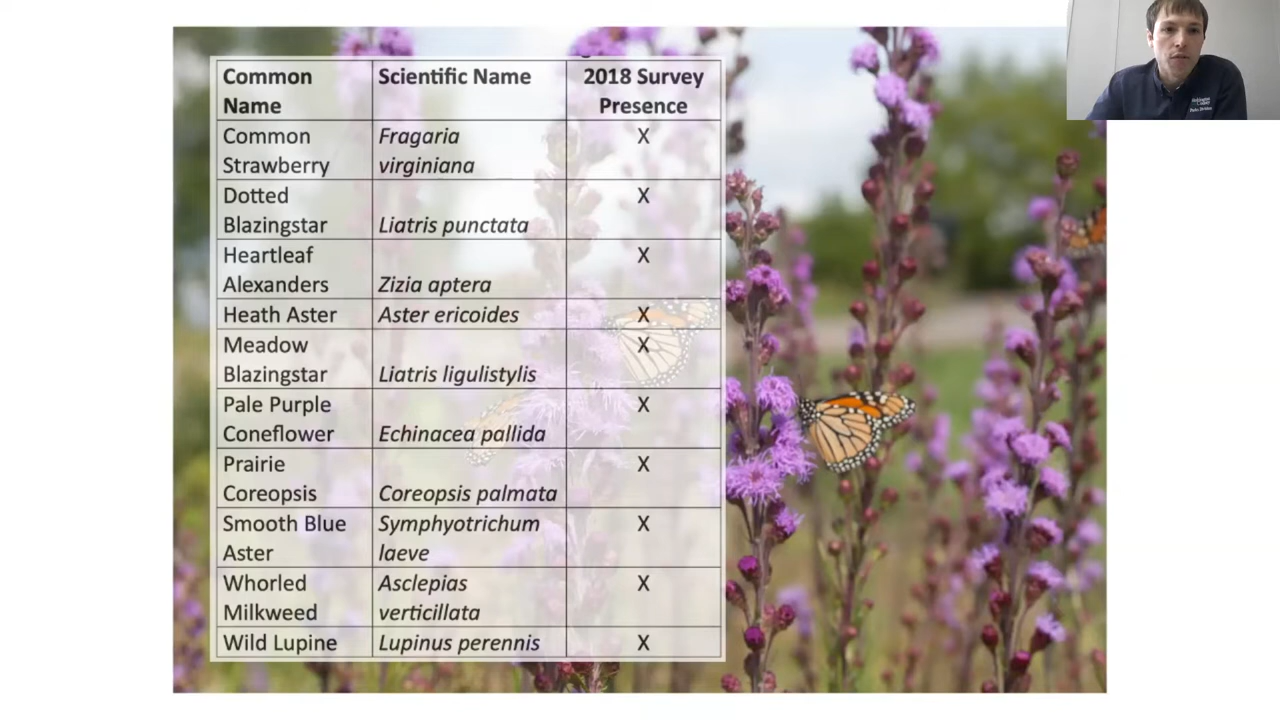 Common Name Scientific Name 2018 Survey Presence
Common Strawberry Fragaria virginiana X
Dotted Blazingstar Liatris punctata X
Heartleaf Alexanders Zizia aptera X
Heath Aster Aster ericoides X
Meadow Blazingstar Liatris ligulistylis X
Pale Purple Coneflower Echinacea pallida X
Prairie Coreopsis Coreopsis palmata X
Smooth Blue Aster Symphyotrichum laeve X
Whorled Milkweed Asclepias verticillata X
Wild Lupine Lupinus perennis X